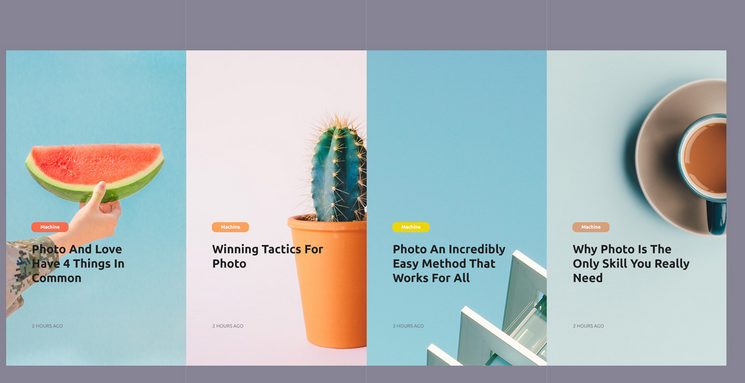 Machine
Photo And Love
Have 4 Things In
Common
2 HOURS AGO
Machine
Winning Tactics For
Photo
2 HOURS AGO
Machine
Photo An Incredibly
Easy Method That
Works For All
2 HOURS AGO
Machine
Why Photo Is The
Only Skill You Really
Need
2 HOURS AGO